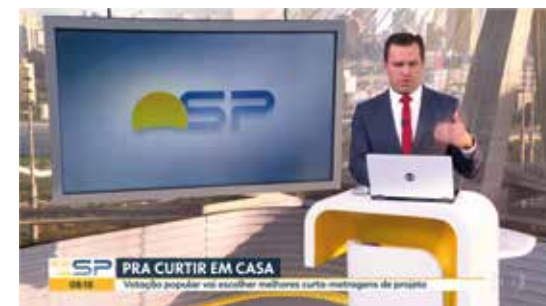 SP
SP
PRA CURTIR EM CASA
08:18
Votação popular vai escolher melhores curta-metragens do projeto